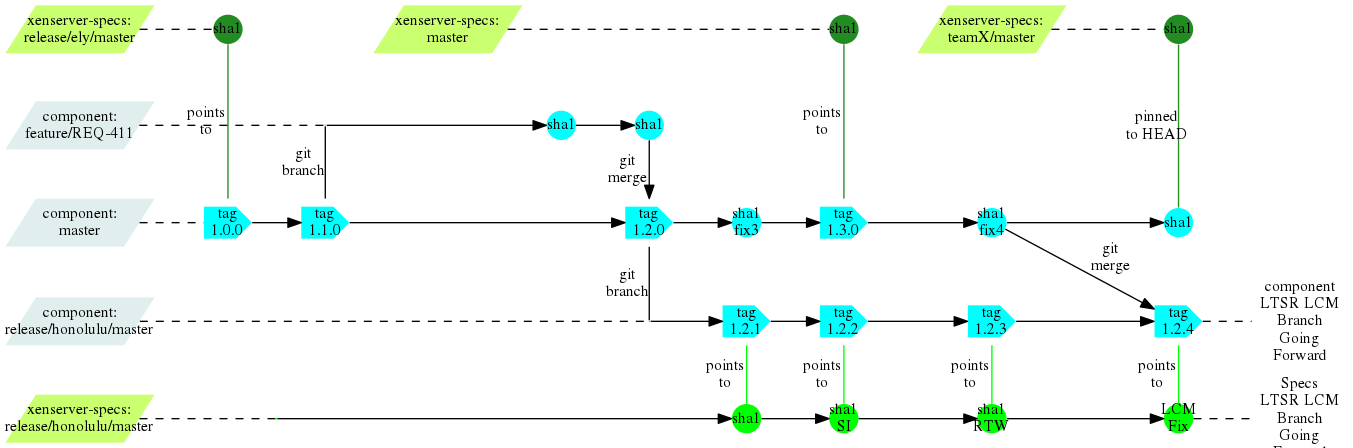 xenserver-specs:
release/ely/master
sha1
xenserver-specs:
master
sha1
xenserver-specs:
teamX/master
sha1
component:
feature/REQ-411
points
to
sha1
sha1
points
to
pinned
to HEAD
git
branch
git
merge
component:
master
tag
1.0.0
tag
1.1.0
tag
1.2.0
sha1
fix3
tag
1.3.0
sha1
fix4
sha1
git
merge
git
branch
component:
release/honolulu/master
tag
1.2.1
tag
1.2.2
tag
1.2.3
tag
1.2.4
component
LTSR LCM
Branch
Going
Forward
points
to
points
to
points
to
points
to
xenserver-specs:
release/honolulu/master
sha1
sha1
SI
sha1
RTW
LCM
Fix
Specs
LTSR LCM
Branch
Going